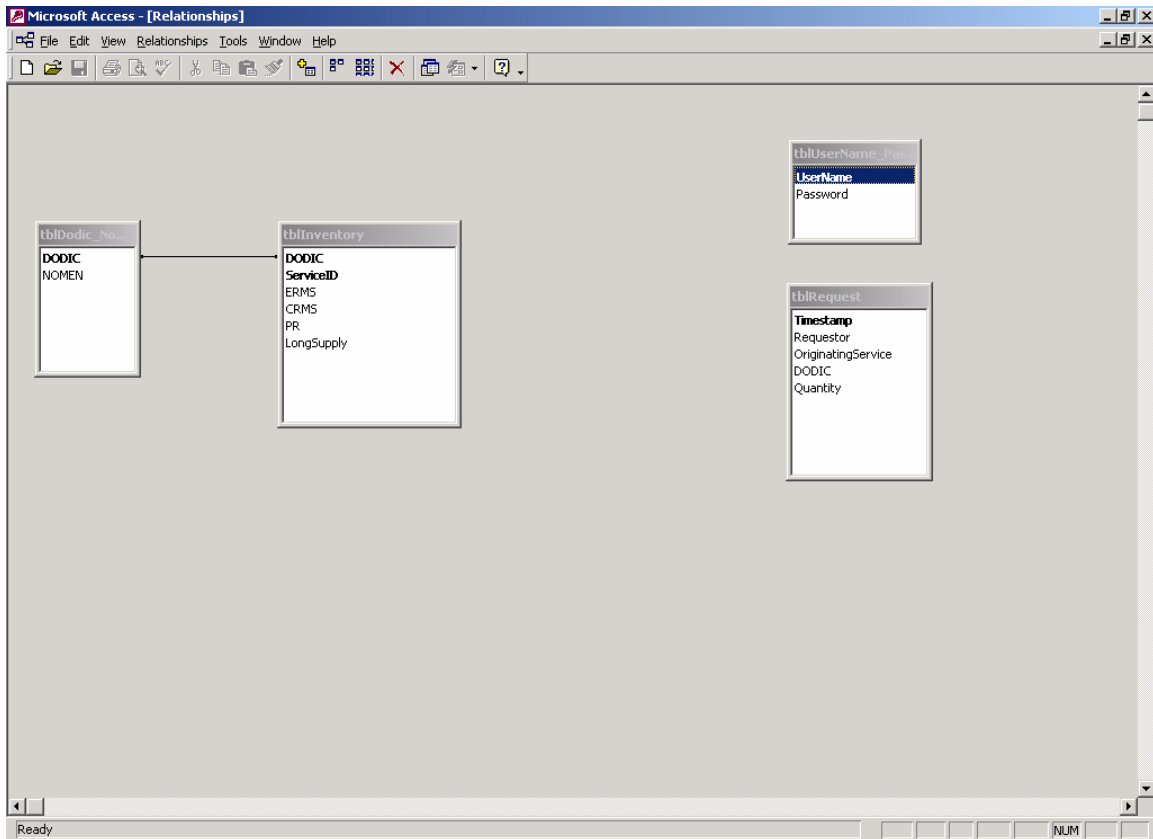 Microsoft Access - [Relationships]
File Edit View Relationships Tools Window Help
tblUserName_Pas...
UserName
Password
tblDodic_No...
DODIC
NOMEN
tblInventory
DODIC
ServiceID
ERMS
CRMS
PR
LongSupply
tblRequest
Timestamp
Requestor
OriginatingService
DODIC
Quantity
Ready
NUM